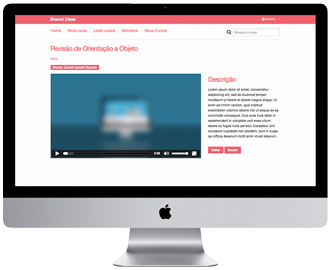 Shared Class
Home Novo curso Listar cursos Membros Meus Cursos
Buscar cursos
Revisão de Orientação a Objeto
Descrição
Lorem ipsum dolor sit amet, consectetur
adipiscing elit, sed do eiusmod tempor
incididunt ut labore et dolore magna aliqua. Ut
enim ad minim veniam, quis nostrud
exercitation ullamco laboris nisi ut aliquip ex ea
commodo consequat. Duis aute irure dolor in
reprehenderit in voluptate velit esse cillum
dolore eu fugiat nulla pariatur. Excepteur sint
occaecat cupidatat non proident, sunt in culpa
qui officia deserunt mollit anim id est laborum.
Editar